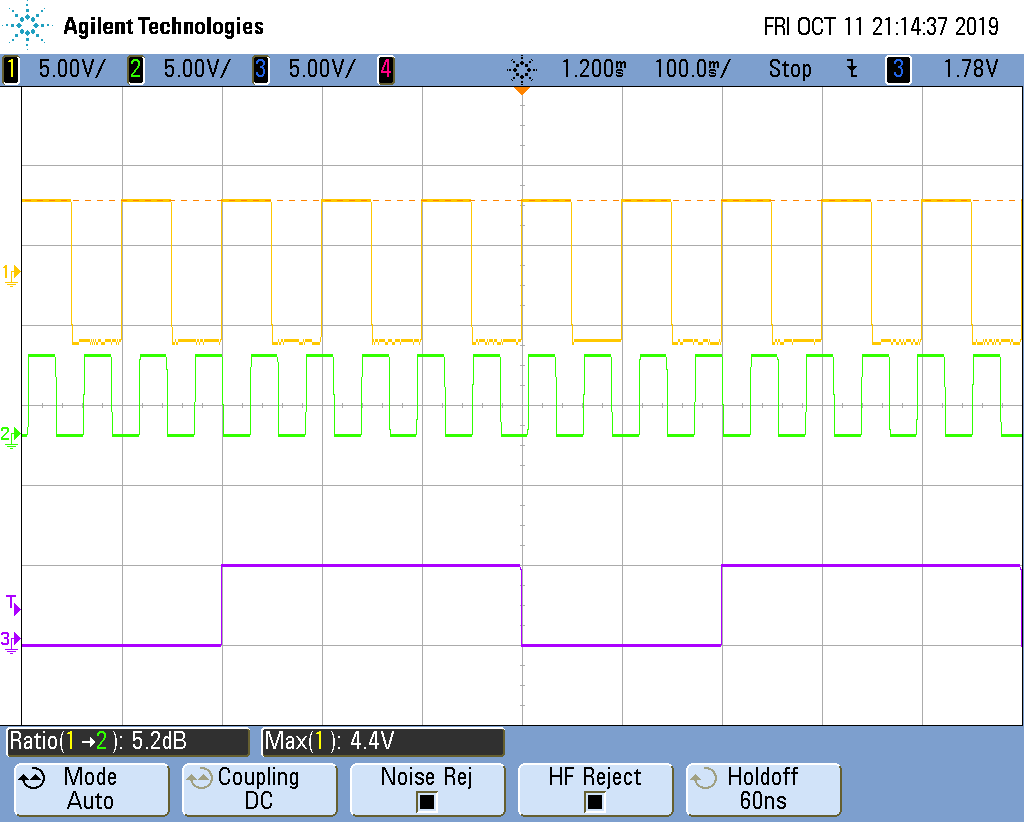 Agilent Technologies FRI OCT 11 21:14:37 2019
1 5.00V/ 2 5.00V/ 3 5.00V/ 4 1.200ms 100.0ms/ Stop 3 1.78V
1
2
T
3
Ratio(1→2): 5.2dB Max(1): 4.4V
Mode Coupling Noise Rej HF Reject Holdoff
Auto DC 60ns